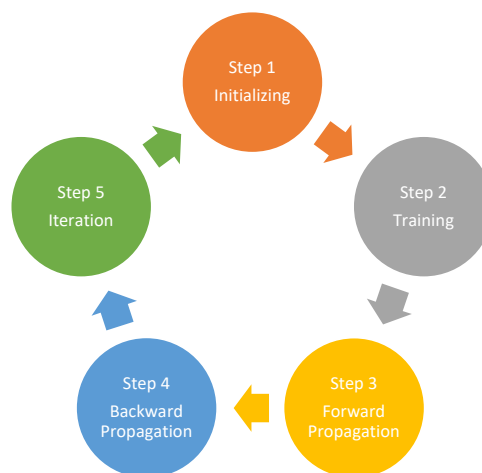 Step 1
Initializing
Step 2
Training
Step 3
Forward
Propagation
Step 4
Backward
Propagation
Step 5
Iteration